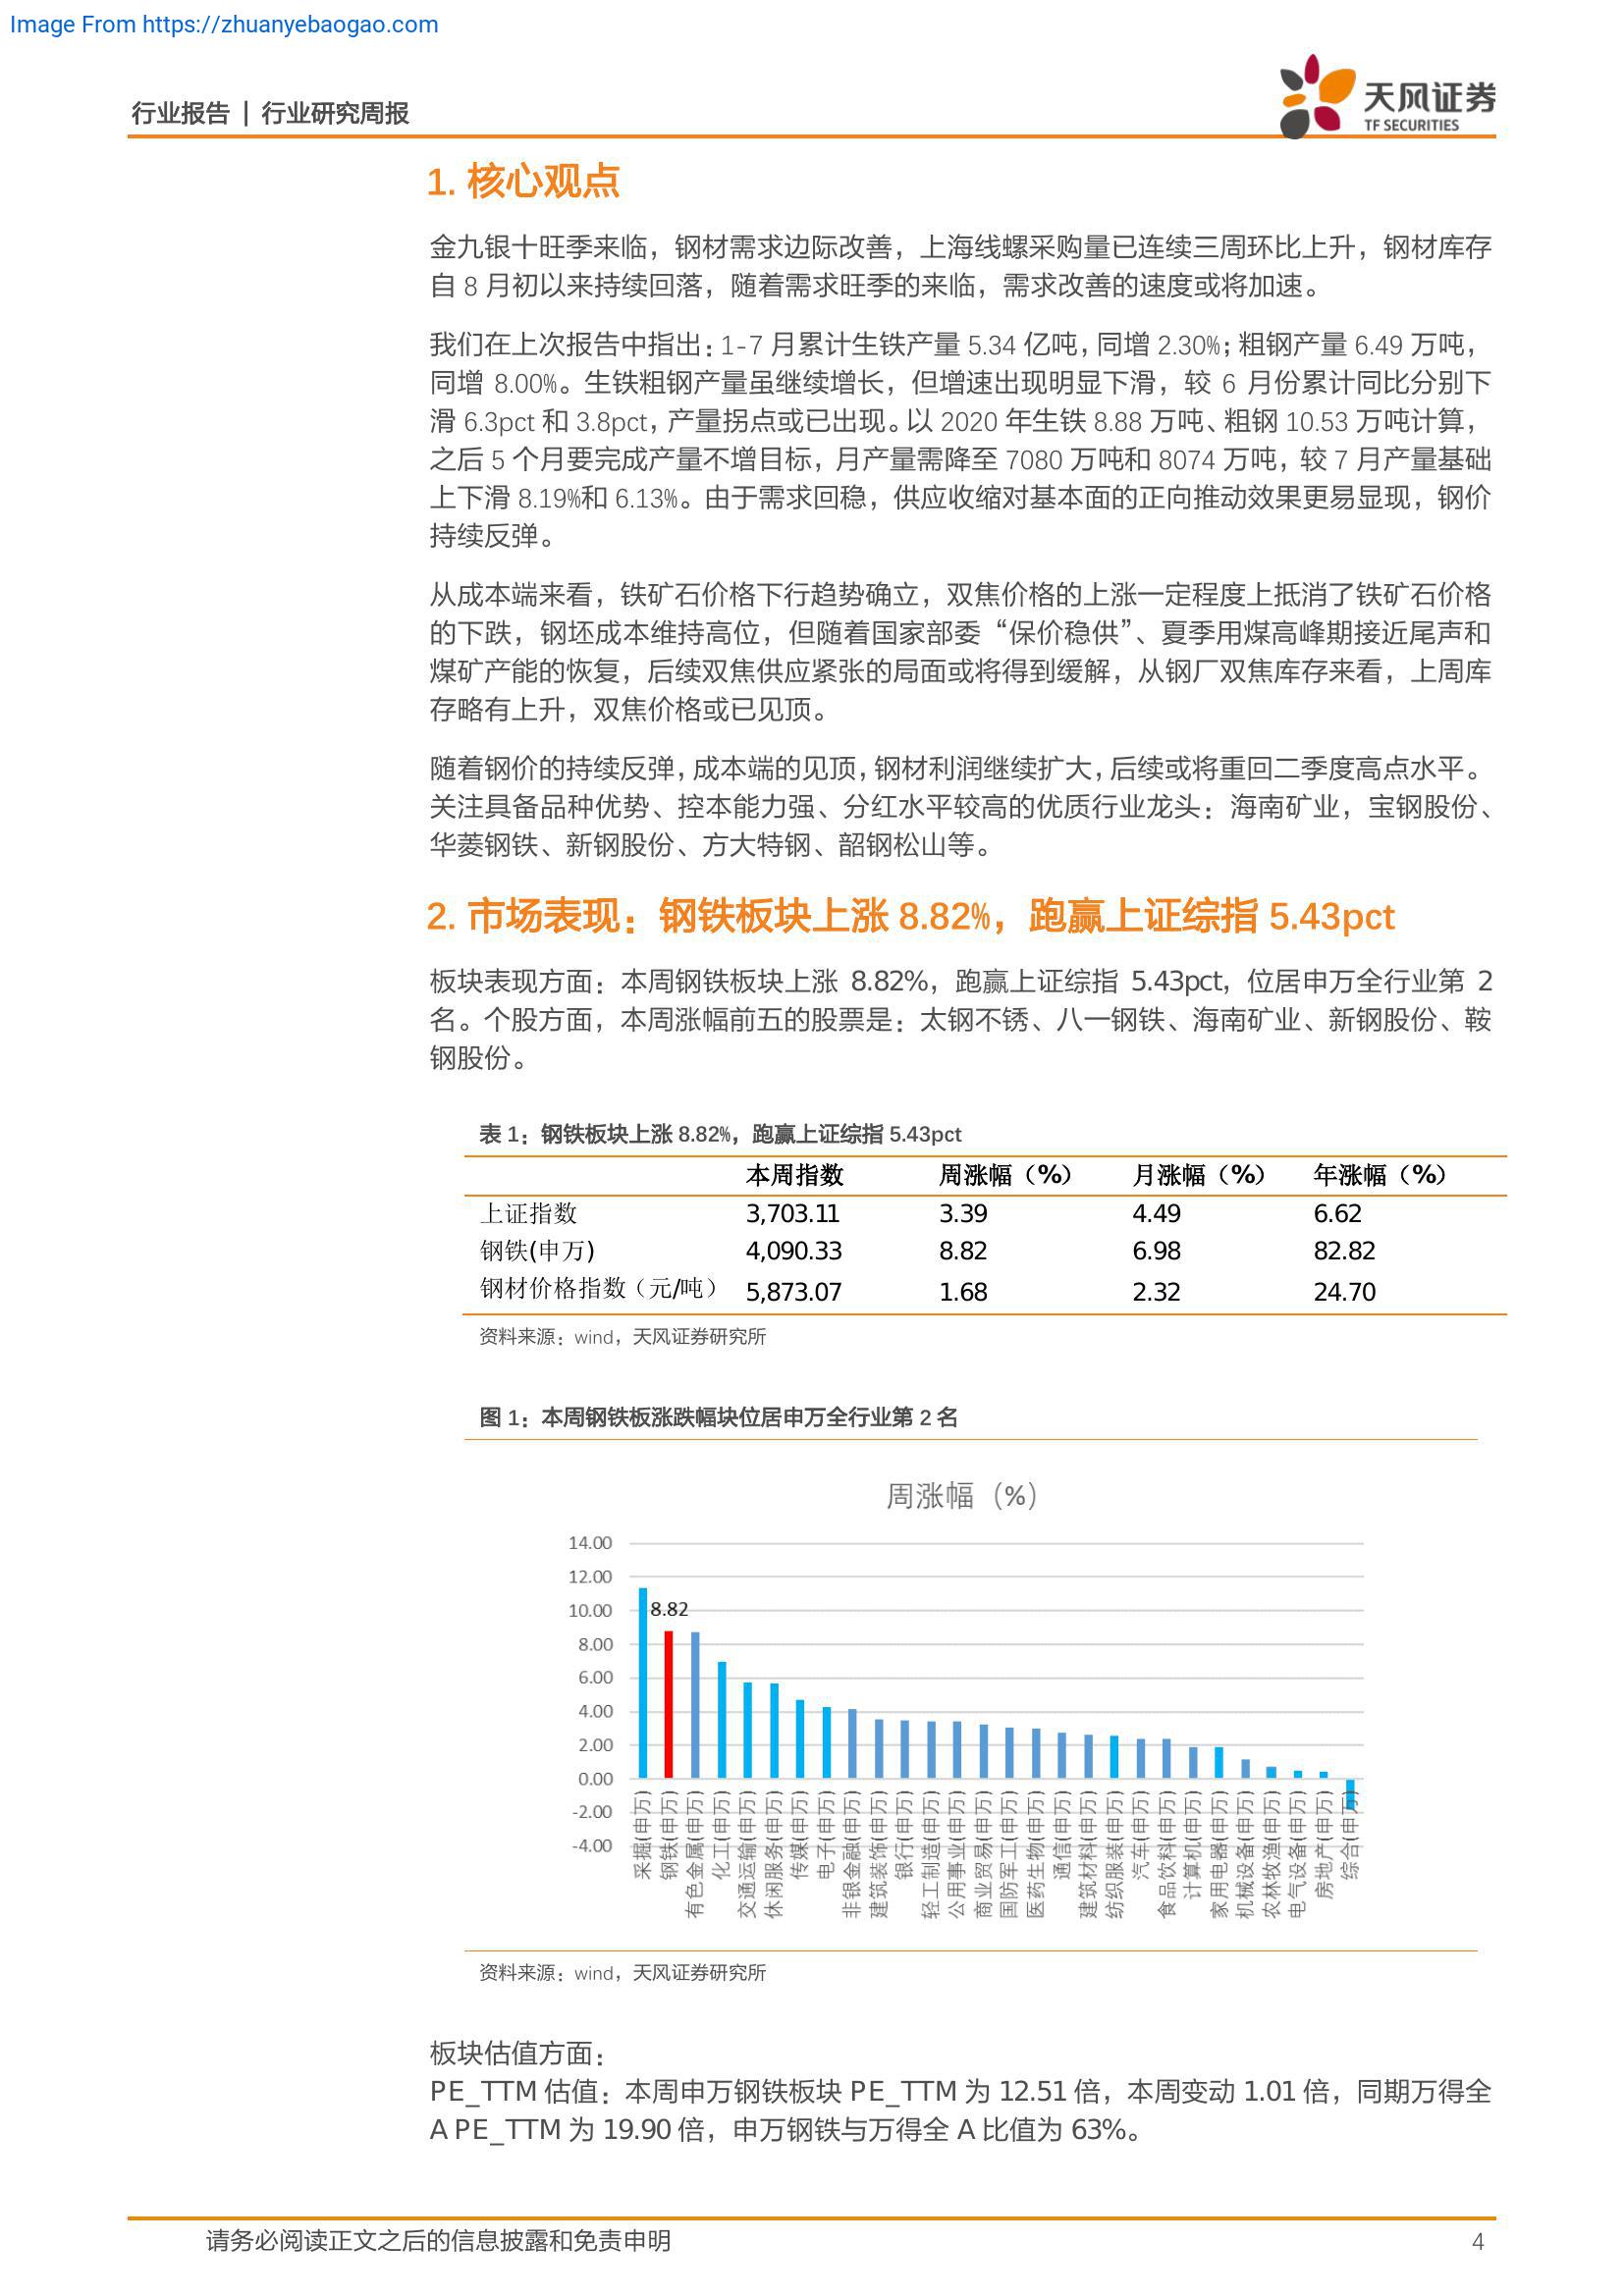 Image From https://zhuanyebaogao.com
行业报告 | 行业研究周报
天风证券
TF SECURITIES
1. 核心观点
金九银十旺季来临，钢材需求边际改善，上海线螺采购量已连续三周环比上升，钢材库存
自 8 月初以来持续回落，随着需求旺季的来临，需求改善的速度或将加速。
我们在上次报告中指出：1-7 月累计生铁产量 5.34 亿吨，同增 2.30%；粗钢产量 6.49 万吨，
同增 8.00%。生铁粗钢产量虽继续增长，但增速出现明显下滑，较 6 月份累计同比分别下
滑 6.3pct 和 3.8pct，产量拐点或已出现。以 2020 年生铁 8.88 万吨、粗钢 10.53 万吨计算，
之后 5 个月要完成产量不增目标，月产量需降至 7080 万吨和 8074 万吨，较 7 月产量基础
上下滑 8.19%和 6.13%。由于需求回稳，供应收缩对基本面的正向推动效果更易显现，钢价
持续反弹。
从成本端来看，铁矿石价格下行趋势确立，双焦价格的上涨一定程度上抵消了铁矿石价格
的下跌，钢坯成本维持高位，但随着国家部委“保价稳供”、夏季用煤高峰期接近尾声和
煤矿产能的恢复，后续双焦供应紧张的局面或将得到缓解，从钢厂双焦库存来看，上周库
存略有上升，双焦价格或已见顶。
随着钢价的持续反弹，成本端的见顶，钢材利润继续扩大，后续或将重回二季度高点水平。
关注具备品种优势、控本能力强、分红水平较高的优质行业龙头：海南矿业，宝钢股份、
华菱钢铁、新钢股份、方大特钢、韶钢松山等。
2. 市场表现：钢铁板块上涨 8.82%，跑赢上证综指 5.43pct
板块表现方面：本周钢铁板块上涨 8.82%，跑赢上证综指 5.43pct，位居申万全行业第 2
名。个股方面，本周涨幅前五的股票是：太钢不锈、八一钢铁、海南矿业、新钢股份、鞍
钢股份。
表 1：钢铁板块上涨 8.82%，跑赢上证综指 5.43pct
本周指数 周涨幅（%） 月涨幅（%） 年涨幅（%）
上证指数 3,703.11 3.39 4.49 6.62
钢铁(申万) 4,090.33 8.82 6.98 82.82
钢材价格指数（元/吨） 5,873.07 1.68 2.32 24.70
资料来源：wind，天风证券研究所
图 1：本周钢铁板涨跌幅块位居申万全行业第 2 名
周涨幅（%）
14.00
12.00
10.00
8.00
6.00
4.00
2.00
0.00
-2.00
-4.00
8.82
采掘(申万)
钢铁(申万)
有色金属(申万)
化工(申万)
交通运输(申万)
休闲服务(申万)
传媒(申万)
电子(申万)
非银金融(申万)
建筑装饰(申万)
银行(申万)
轻工制造(申万)
公用事业(申万)
商业贸易(申万)
国防军工(申万)
医药生物(申万)
通信(申万)
建筑材料(申万)
纺织服装(申万)
汽车(申万)
食品饮料(申万)
计算机(申万)
家用电器(申万)
机械设备(申万)
农林牧渔(申万)
电气设备(申万)
房地产(申万)
综合(申万)
资料来源：wind，天风证券研究所
板块估值方面：
PE_TTM 估值：本周申万钢铁板块 PE_TTM 为 12.51 倍，本周变动 1.01 倍，同期万得全
A PE_TTM 为 19.90 倍，申万钢铁与万得全 A 比值为 63%。
请务必阅读正文之后的信息披露和免责申明 4